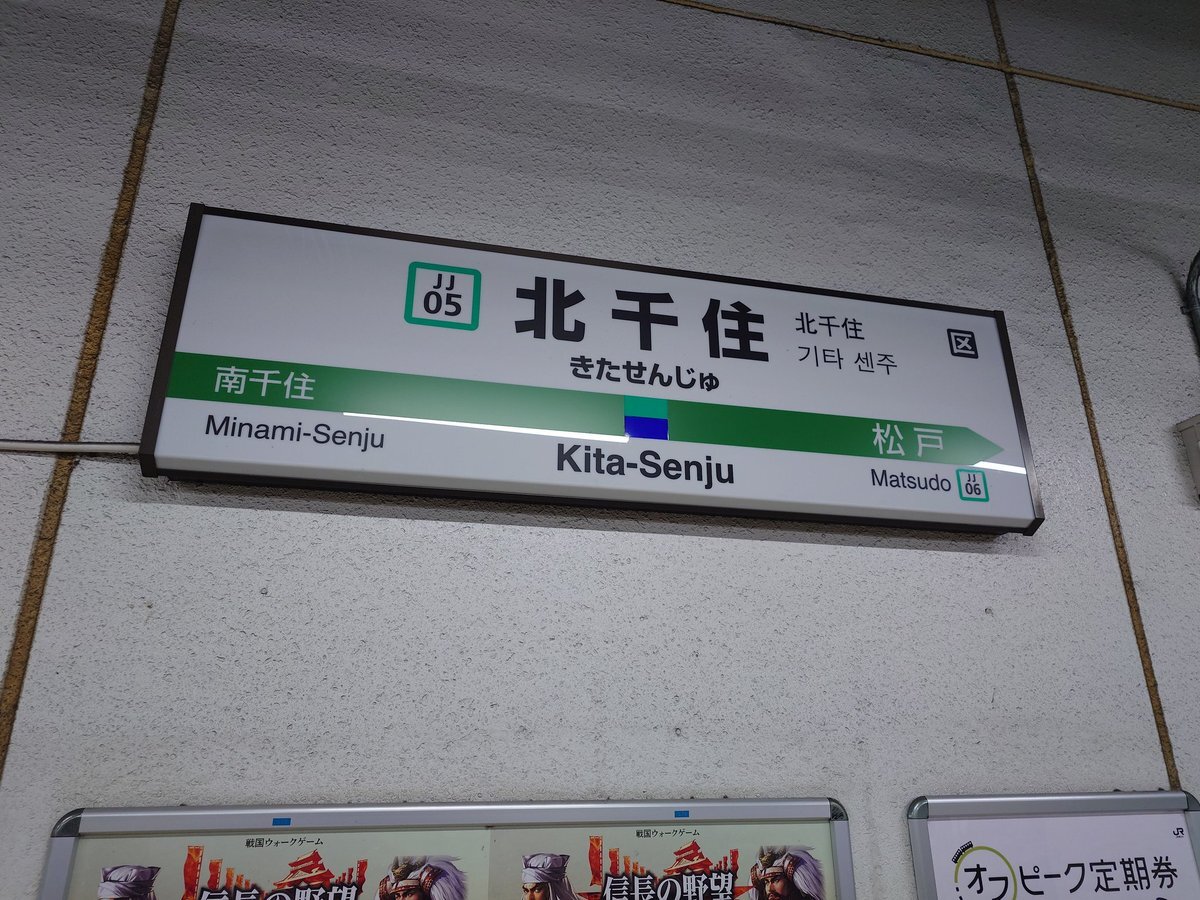 JJ
05
北千住
北千住
기타 센주
区
きたせんじゅ
南千住
松戸
Minami-Senju
Kita-Senju
Matsudo
JJ
06
戦国ウォークゲーム
信長の野望
戦国ウォークゲーム
信長の野望
JR
オフピーク定期券